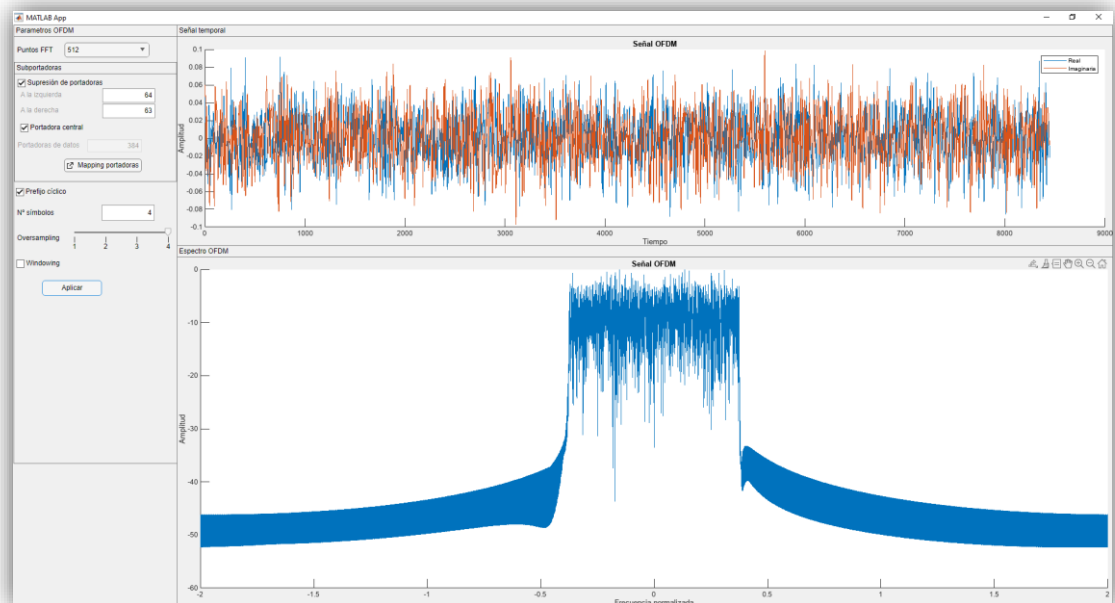 MATLAB App
Parametros OFDM
Puntos FFT 512
Subportadoras
Supresión de portadoras
A la izquierda 64
A la derecha 63
Portadora central
Portadoras de datos 384
Mapping portadoras
Prefijo cíclico
Nº símbolos 4
Oversampling
1 2 3 4
Windowing
Aplicar
Señal temporal
Señal OFDM
Real
Imaginaria
0.1
0.08
0.06
0.04
0.02
0
-0.02
-0.04
-0.06
-0.08
-0.1
Amplitud
0 1000 2000 3000 4000 5000 6000 7000 8000 9000
Tiempo
Espectro OFDM
Señal OFDM
0
-10
-20
-30
-40
-50
-60
Amplitud
-2 -1.5 -1 -0.5 0 0.5 1 1.5 2
Frecuencia normalizada